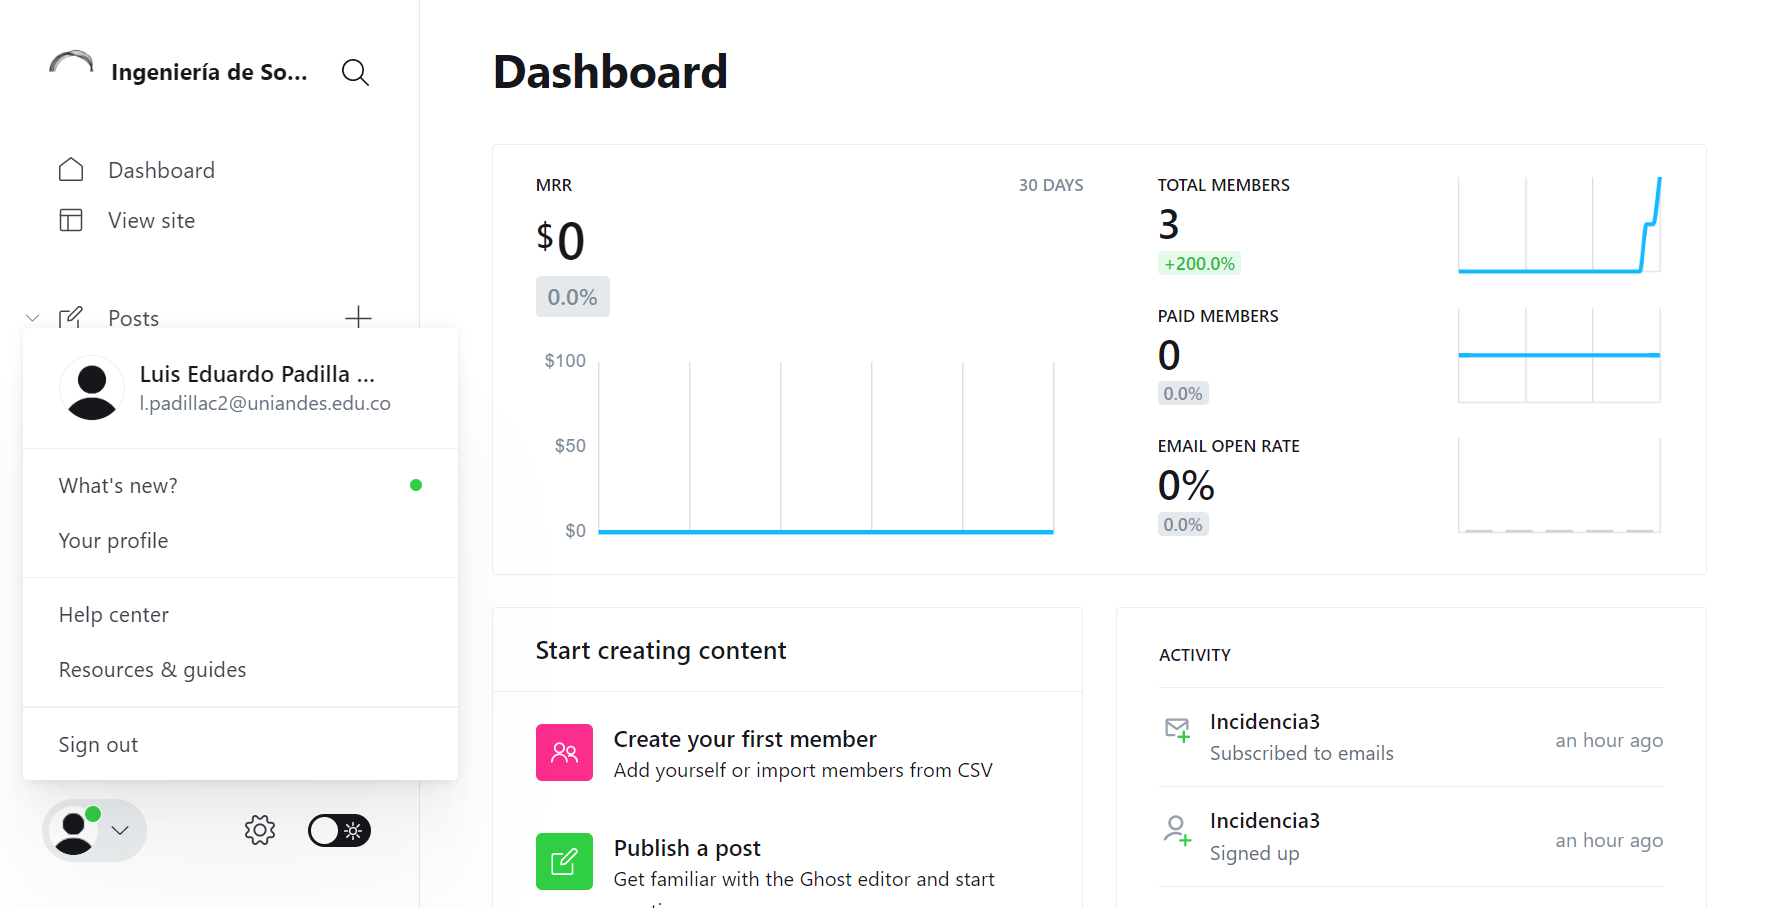 Ingeniería de So...
Dashboard
View site
Posts
Luis Eduardo Padilla ...
l.padillac2@uniandes.edu.co
What's new?
Your profile
Help center
Resources & guides
Sign out
Dashboard
MRR
30 DAYS
$0
0.0%
$100
$50
$0
TOTAL MEMBERS
3
+200.0%
PAID MEMBERS
0
0.0%
EMAIL OPEN RATE
0%
0.0%
Start creating content
Create your first member
Add yourself or import members from CSV
Publish a post
Get familiar with the Ghost editor and start
ACTIVITY
Incidencia3
Subscribed to emails
an hour ago
Incidencia3
Signed up
an hour ago